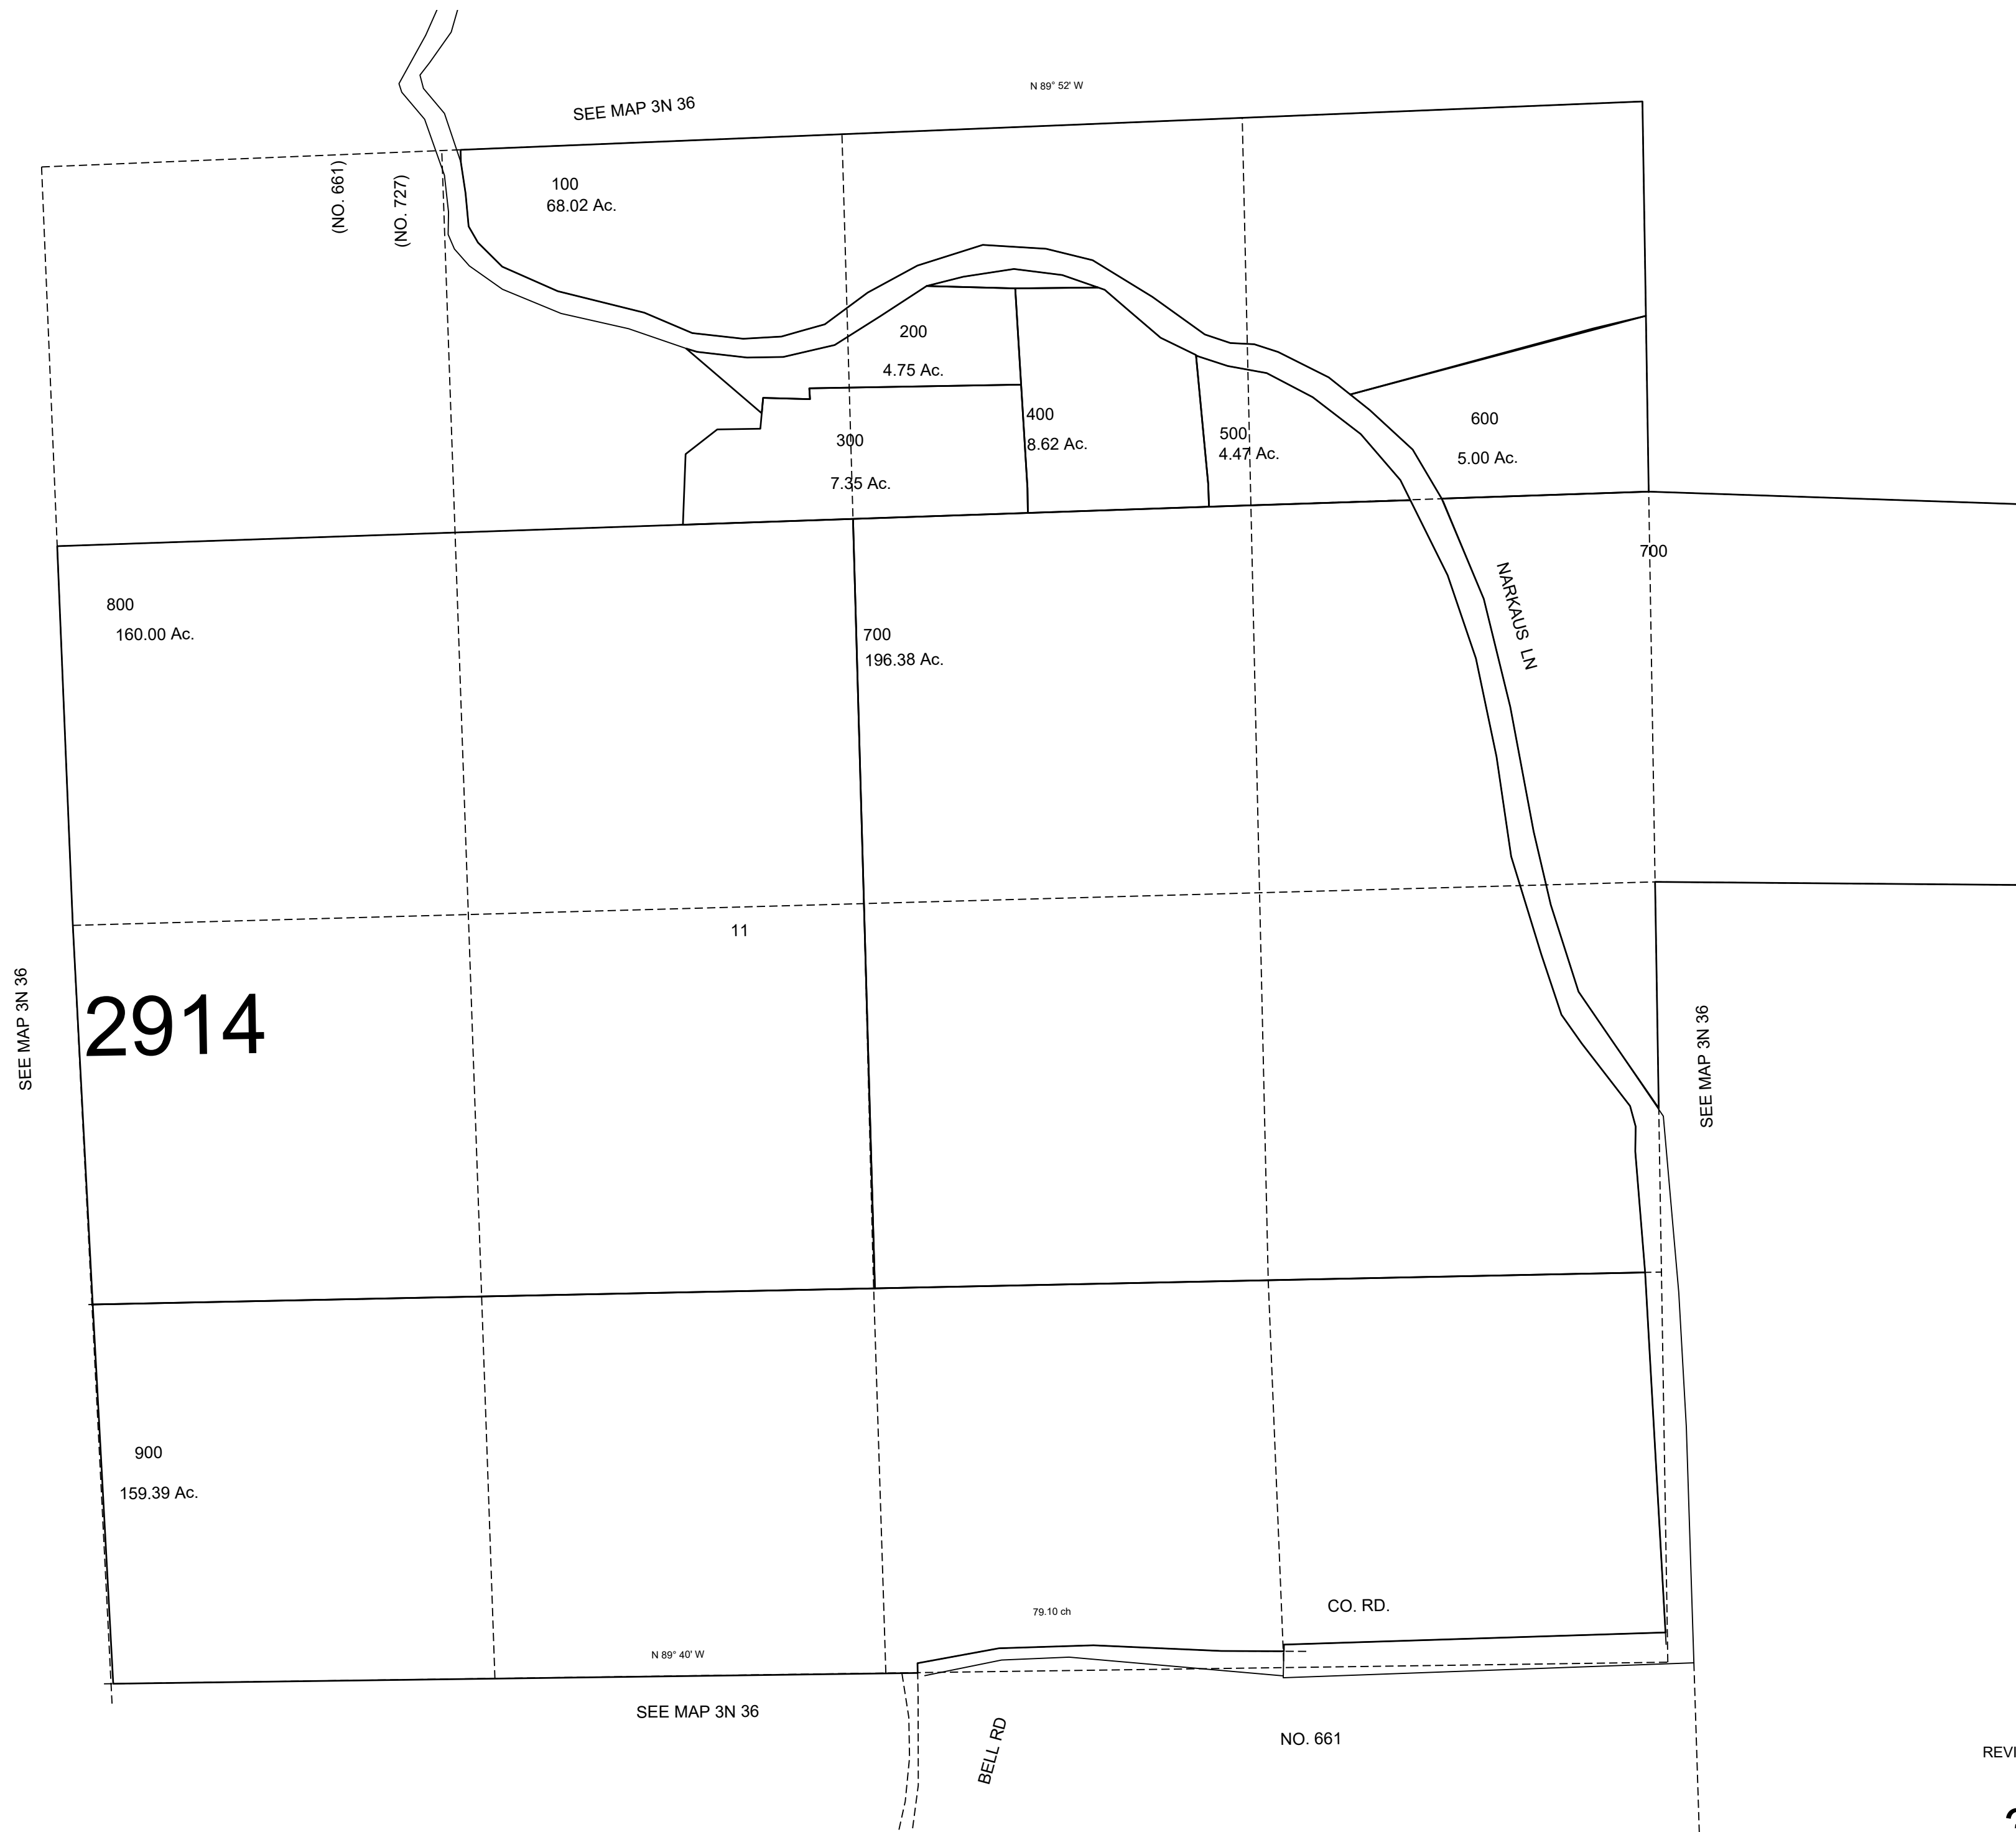 N 89° 52' W
SEE MAP 3N 36
(NO. 661)
(NO. 727)
100
68.02 Ac.
200
4.75 Ac.
300
7.35 Ac.
400
8.62 Ac.
500
4.47 Ac.
600
5.00 Ac.
700
NARKAUS LN
800
160.00 Ac.
700
196.38 Ac.
11
2914
SEE MAP 3N 36
SEE MAP 3N 36
900
159.39 Ac.
CO. RD.
79.10 ch
N 89° 40' W
SEE MAP 3N 36
BELL RD
NO. 661
REVI